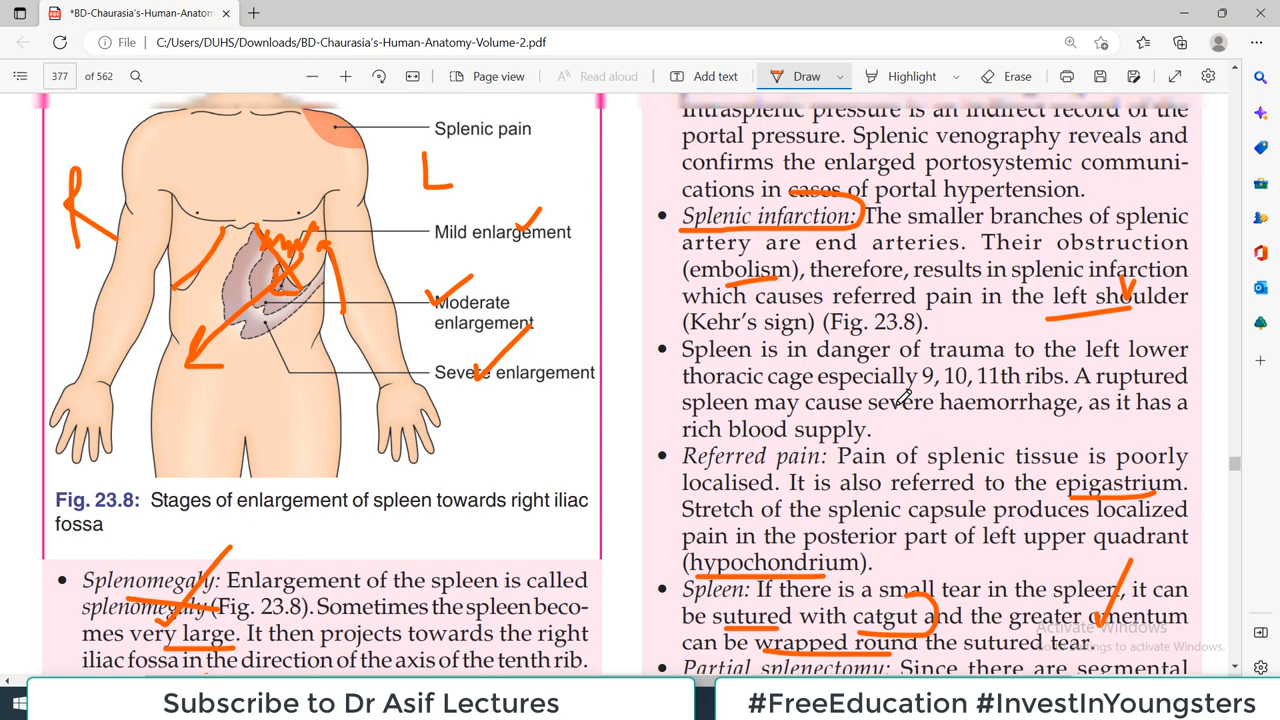 *BD-Chaurasia's-Human-Anatom
File
C:/Users/DUHS/Downloads/BD-Chaurasia's-Human-Anatomy-Volume-2.pdf
377 of 562
Page view
Read aloud
Add text
Draw
Highlight
Erase
Splenic pain
L
R
Mild enlargement
Moderate
enlargement
Severe enlargement
Fig. 23.8: Stages of enlargement of spleen towards right iliac
fossa
• Splenomegaly: Enlargement of the spleen is called
splenomegaly (Fig. 23.8). Sometimes the spleen beco-
mes very large. It then projects towards the right
iliac fossa in the direction of the axis of the tenth rib.
Intrasplenic pressure is an indirect record of the
portal pressure. Splenic venography reveals and
confirms the enlarged portosystemic communi-
cations in cases of portal hypertension.
• Splenic infarction: The smaller branches of splenic
artery are end arteries. Their obstruction
(embolism), therefore, results in splenic infarction
which causes referred pain in the left shoulder
(Kehr's sign) (Fig. 23.8).
• Spleen is in danger of trauma to the left lower
thoracic cage especially 9, 10, 11th ribs. A ruptured
spleen may cause severe haemorrhage, as it has a
rich blood supply.
• Referred pain: Pain of splenic tissue is poorly
localised. It is also referred to the epigastrium.
Stretch of the splenic capsule produces localized
pain in the posterior part of left upper quadrant
(hypochondrium).
• Spleen: If there is a small tear in the spleen, it can
be sutured with catgut and the greater omentum
can be wrapped round the sutured tear.
• Partial splenectomy: Since there are segmental
Activate Windows
Go to Settings to activate Windows.
Subscribe to Dr Asif Lectures
#FreeEducation #InvestInYoungsters